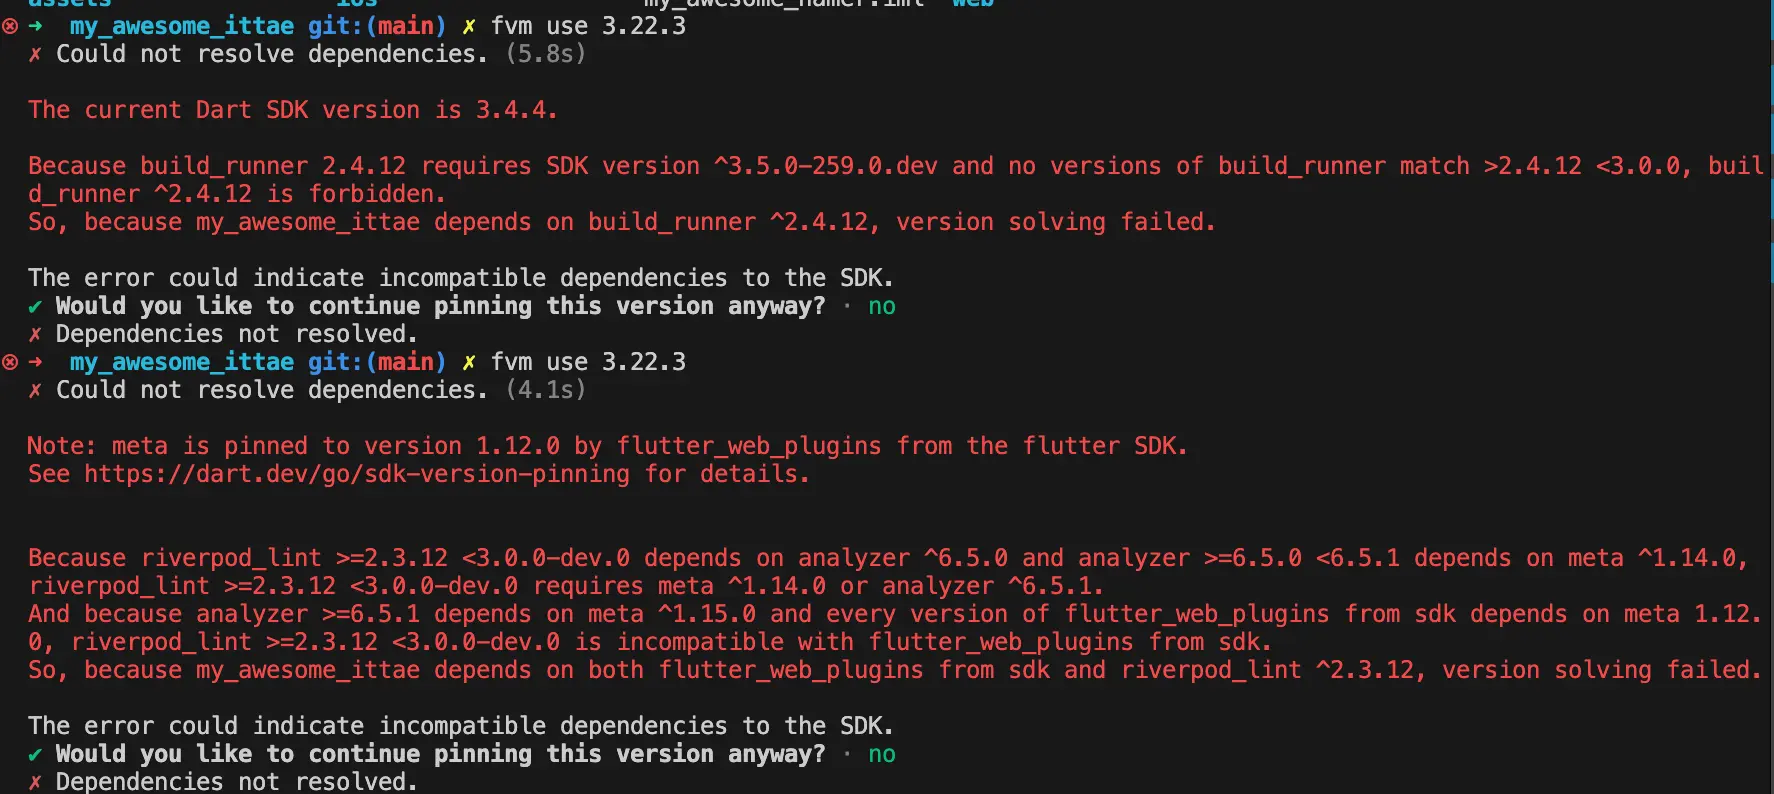 assets ios my_awesome_namer.iml web
⊗ → my_awesome_ittae git:(main) ✗ fvm use 3.22.3
✗ Could not resolve dependencies. (5.8s)
The current Dart SDK version is 3.4.4.
Because build_runner 2.4.12 requires SDK version ^3.5.0-259.0.dev and no versions of build_runner match >2.4.12 <3.0.0, buil
d_runner ^2.4.12 is forbidden.
So, because my_awesome_ittae depends on build_runner ^2.4.12, version solving failed.
The error could indicate incompatible dependencies to the SDK.
✔ Would you like to continue pinning this version anyway? · no
✗ Dependencies not resolved.
⊗ → my_awesome_ittae git:(main) ✗ fvm use 3.22.3
✗ Could not resolve dependencies. (4.1s)
Note: meta is pinned to version 1.12.0 by flutter_web_plugins from the flutter SDK.
See https://dart.dev/go/sdk-version-pinning for details.
Because riverpod_lint >=2.3.12 <3.0.0-dev.0 depends on analyzer ^6.5.0 and analyzer >=6.5.0 <6.5.1 depends on meta ^1.14.0,
riverpod_lint >=2.3.12 <3.0.0-dev.0 requires meta ^1.14.0 or analyzer ^6.5.1.
And because analyzer >=6.5.1 depends on meta ^1.15.0 and every version of flutter_web_plugins from sdk depends on meta 1.12.
0, riverpod_lint >=2.3.12 <3.0.0-dev.0 is incompatible with flutter_web_plugins from sdk.
So, because my_awesome_ittae depends on both flutter_web_plugins from sdk and riverpod_lint ^2.3.12, version solving failed.
The error could indicate incompatible dependencies to the SDK.
✔ Would you like to continue pinning this version anyway? · no
✗ Dependencies not resolved.